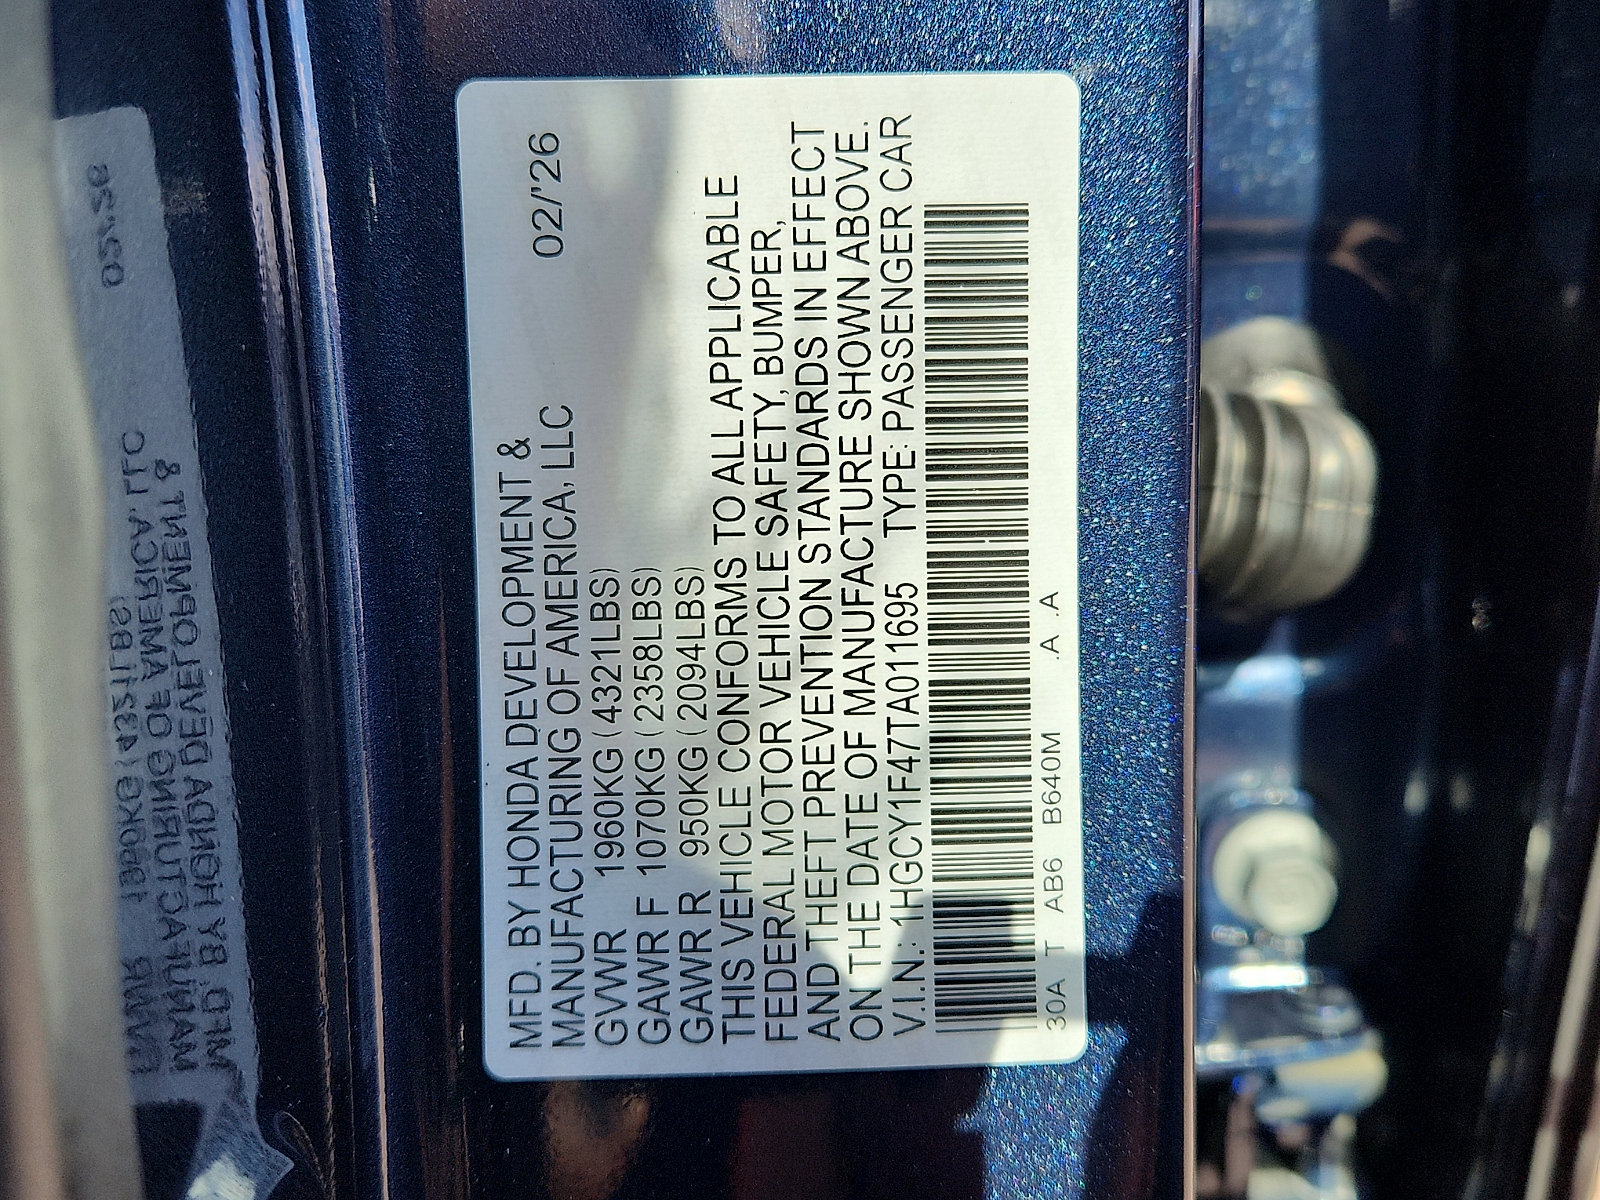 MFD. BY HONDA DEVELOPMENT &
MANUFACTURING OF AMERICA, LLC 02/'26
GVWR 1960KG (4321LBS)
GAWR F 1070KG (2358LBS)
GAWR R 950KG (2094LBS)
THIS VEHICLE CONFORMS TO ALL APPLICABLE
FEDERAL MOTOR VEHICLE SAFETY, BUMPER,
AND THEFT PREVENTION STANDARDS IN EFFECT
ON THE DATE OF MANUFACTURE SHOWN ABOVE.
V.I.N.: 1HGCY1F47TA011695 TYPE: PASSENGER CAR
30A T AB6 B640M .A .A